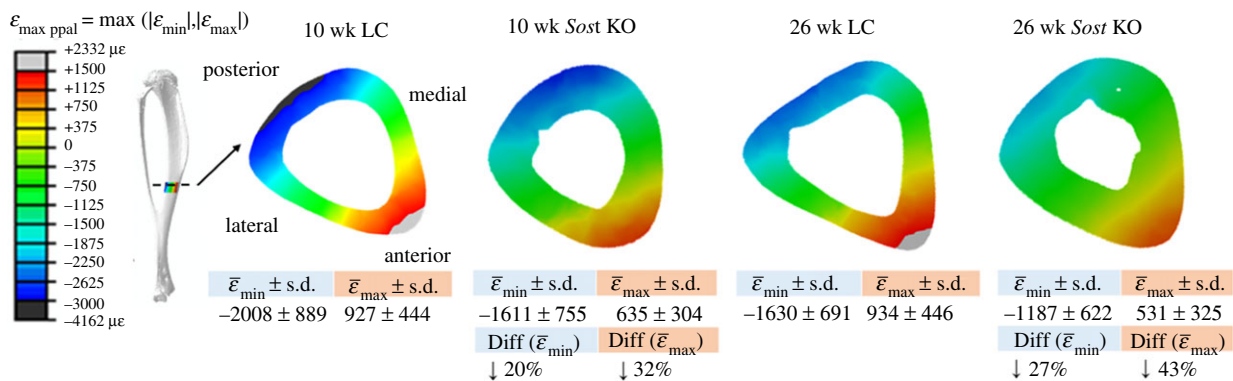 ε_max ppal = max (|ε_min|,|ε_max|)
+2332 με
+1500
+1125
+750
+375
0
–375
–750
–1125
–1500
–1875
–2250
–2625
–3000
–4162 με
10 wk LC
posterior
medial
lateral
anterior
ε̅_min ± s.d. ε̅_max ± s.d.
–2008 ± 889 927 ± 444
10 wk Sost KO
ε̅_min ± s.d. ε̅_max ± s.d.
–1611 ± 755 635 ± 304
Diff (ε̅_min) Diff (ε̅_max)
↓ 20% ↓ 32%
26 wk LC
ε̅_min ± s.d. ε̅_max ± s.d.
–1630 ± 691 934 ± 446
26 wk Sost KO
ε̅_min ± s.d. ε̅_max ± s.d.
–1187 ± 622 531 ± 325
Diff (ε̅_min) Diff (ε̅_max)
↓ 27% ↓ 43%